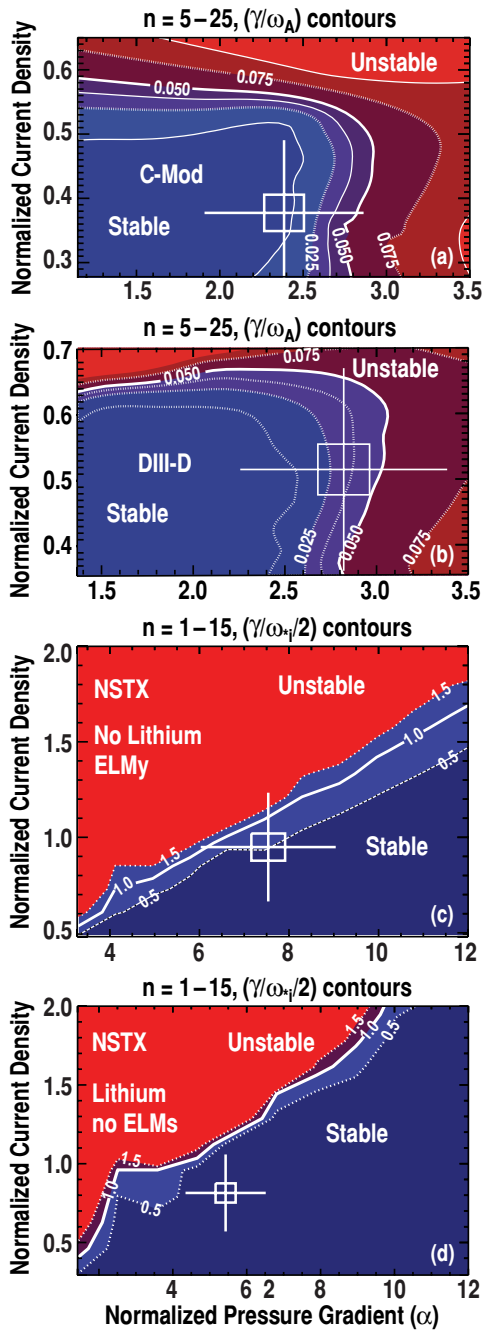 n = 5–25, (γ/ω_A) contours
Normalized Current Density
0.6
0.5
0.4
0.3
0.075
Unstable
0.050
C-Mod
Stable
0.025
0.050
0.075
(a)
1.5
2.0
2.5
3.0
3.5
n = 5–25, (γ/ω_A) contours
Normalized Current Density
0.7
0.6
0.5
0.4
0.075
0.050
Unstable
DIII-D
Stable
0.025
0.050
0.075
(b)
1.5
2.0
2.5
3.0
3.5
n = 1–15, (γ/ω_*i/2) contours
Normalized Current Density
2.0
1.5
1.0
0.5
NSTX
Unstable
No Lithium
ELMy
1.5
1.0
0.5
1.5
1.0
0.5
Stable
(c)
4
6
8
10
12
n = 1–15, (γ/ω_*i/2) contours
Normalized Current Density
2.0
1.5
1.0
0.5
NSTX
Unstable
Lithium
no ELMs
1.5
1.0
0.5
Stable
1.5
1.0
0.5
(d)
4
6
2
8
10
12
Normalized Pressure Gradient (α)